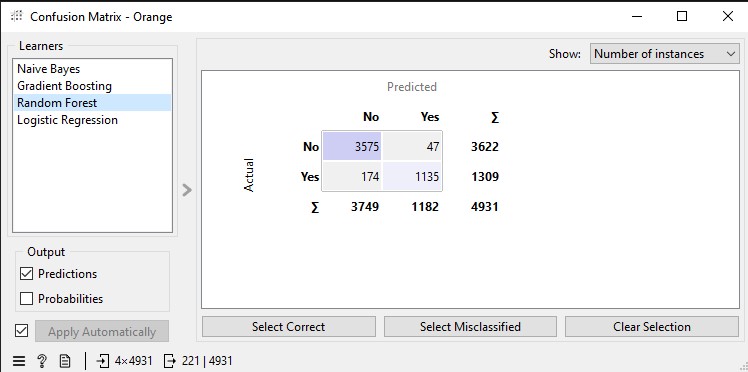 Confusion Matrix - Orange
Learners
Naive Bayes
Gradient Boosting
Random Forest
Logistic Regression
Output
Predictions
Probabilities
Apply Automatically
Show: Number of instances
Predicted
No Yes Σ
Actual
No 3575 47 3622
Yes 174 1135 1309
Σ 3749 1182 4931
Select Correct Select Misclassified Clear Selection
? 4×4931 221 | 4931